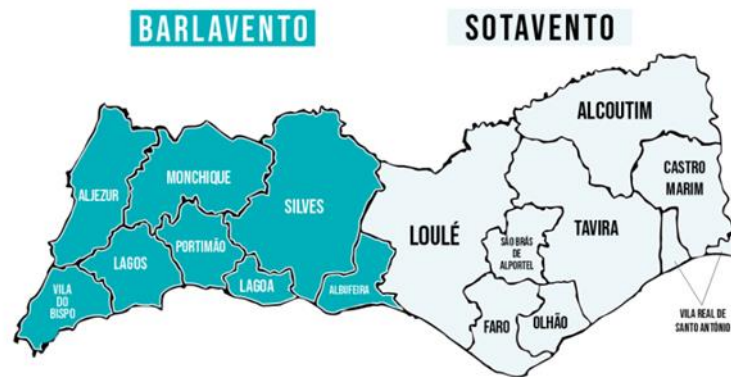 BARLAVENTO
SOTAVENTO
ALCOUTIM
CASTRO
MARIM
MONCHIQUE
ALJEZUR
SILVES
LOULÉ
TAVIRA
PORTIMÃO
SÃO BRÁS
DE
ALPORTEL
LAGOS
LAGOA
ALBUFEIRA
VILA
DO
BISPO
FARO
OLHÃO
VILA REAL DE
SANTO ANTÓNIO